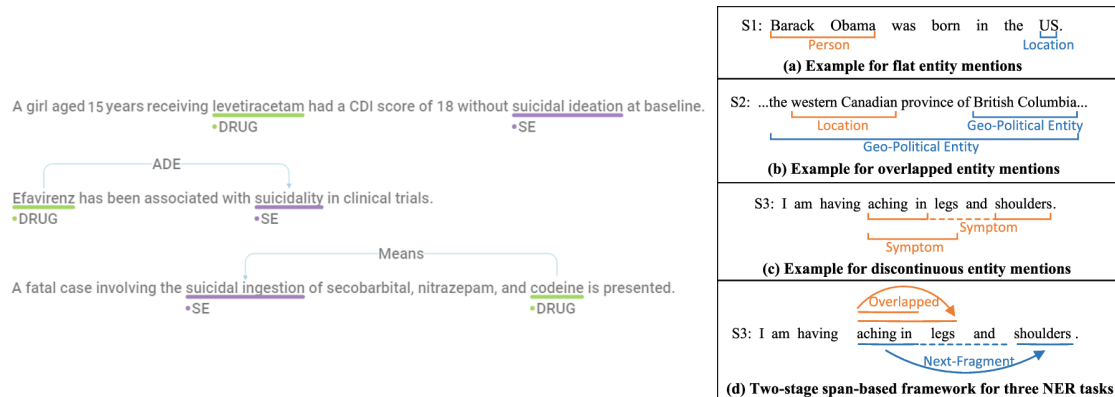 A girl aged 15 years receiving levetiracetam had a CDI score of 18 without suicidal ideation at baseline.
•DRUG •SE
ADE
Efavirenz has been associated with suicidality in clinical trials.
•DRUG •SE
Means
A fatal case involving the suicidal ingestion of secobarbital, nitrazepam, and codeine is presented.
•SE •DRUG
S1: Barack Obama was born in the US.
Person Location
(a) Example for flat entity mentions
S2: ...the western Canadian province of British Columbia...
Location Geo-Political Entity
Geo-Political Entity
(b) Example for overlapped entity mentions
S3: I am having aching in legs and shoulders.
Symptom
Symptom
(c) Example for discontinuous entity mentions
Overlapped
S3: I am having aching in legs and shoulders.
Next-Fragment
(d) Two-stage span-based framework for three NER tasks